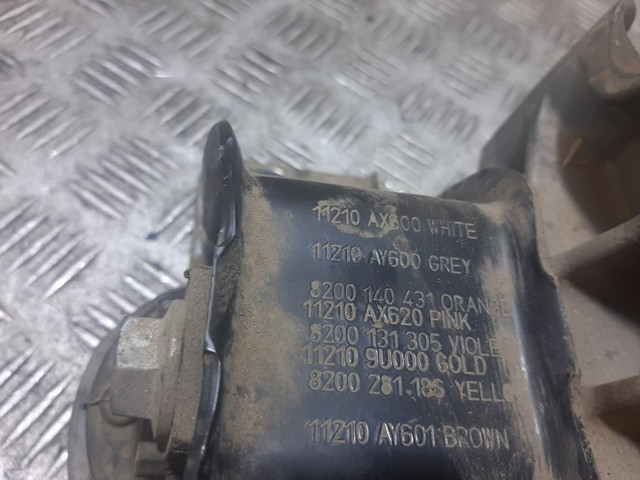 11210 AX600 WHITE
11210 AY600 GREY
8200 140 431 ORANGE
11210 AX620 PINK
8200 131 305 VIOLE
11210 9U000 GOLD
8200 281 185 YELL
11210 AY601 BROWN